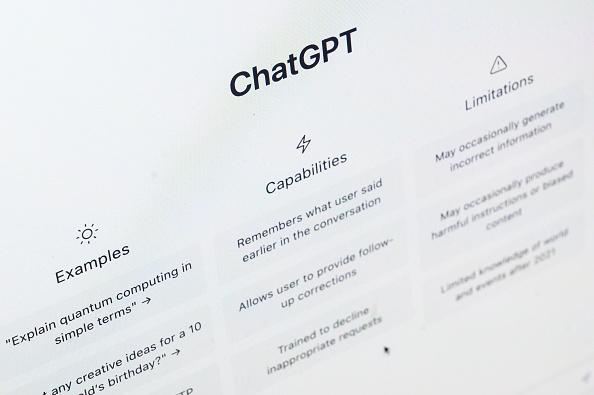 ChatGPT
Examples
"Explain quantum computing in
simple terms" →
any creative ideas for a 10
birthday?" →
Capabilities
Remembers what user said
earlier in the conversation
Allows user to provide follow-
up corrections
Trained to decline
inappropriate requests
Limitations
May occasionally generate
incorrect information
May occasionally produce
harmful instructions or biased
content
Limited knowledge of world
and events after 2021